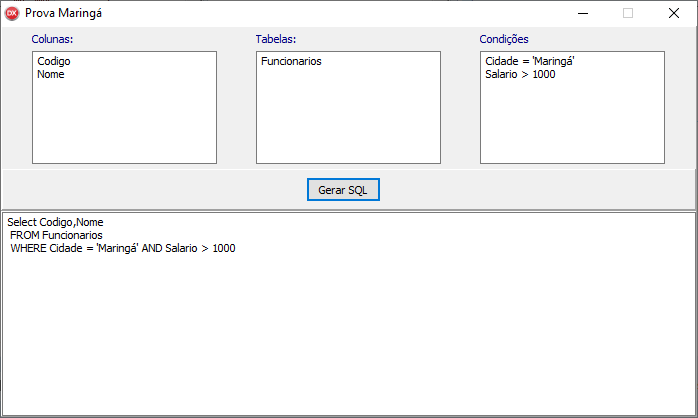 DX Prova Maringá
Colunas:
Codigo
Nome
Tabelas:
Funcionarios
Condições
Cidade = 'Maringá'
Salario > 1000
Gerar SQL
Select Codigo,Nome
FROM Funcionarios
WHERE Cidade = 'Maringá' AND Salario > 1000